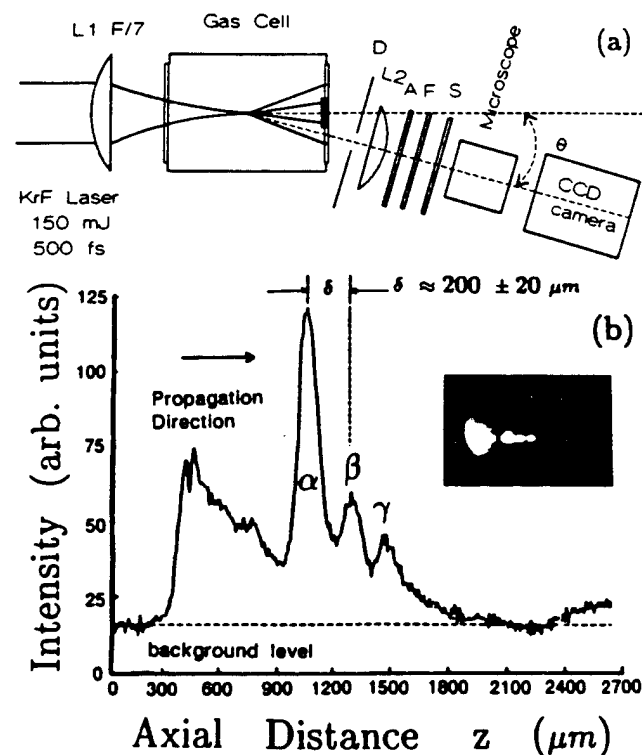 L1 F/7
Gas Cell
(a)
D
L2
A F S
Microscope
θ
CCD
camera
KrF Laser
150 mJ
500 fs
δ
δ ≈ 200 ± 20 μm
(b)
Intensity (arb. units)
125
100
75
50
25
0
Propagation
Direction
α
β
γ
background level
0 300 600 900 1200 1500 1800 2100 2400 2700
Axial Distance z (μm)